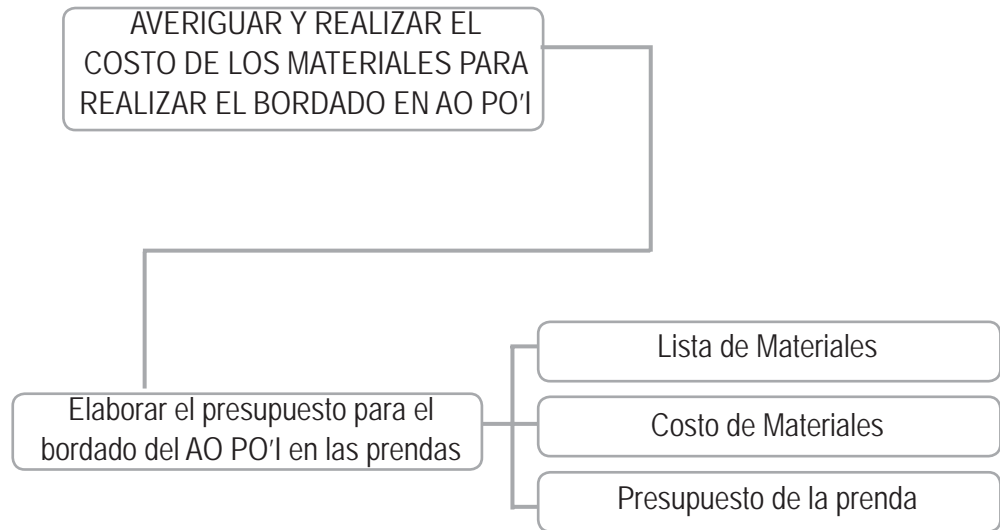 AVERIGUAR Y REALIZAR EL
COSTO DE LOS MATERIALES PARA
REALIZAR EL BORDADO EN AO PO'I
Elaborar el presupuesto para el
bordado del AO PO'I en las prendas
Lista de Materiales
Costo de Materiales
Presupuesto de la prenda